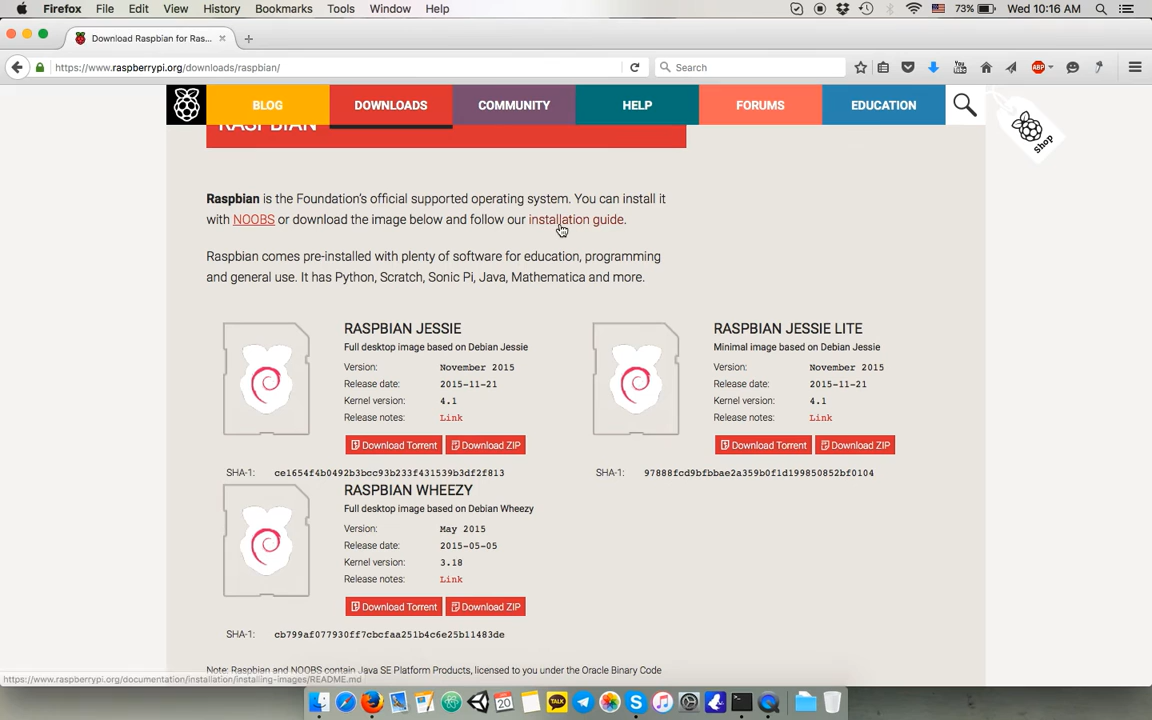 Firefox File Edit View History Bookmarks Tools Window Help 73% Wed 10:16 AM
Download Raspbian for Ras...
https://www.raspberrypi.org/downloads/raspbian/ Search
BLOG DOWNLOADS COMMUNITY HELP FORUMS EDUCATION
shop
RASPBIAN
Raspbian is the Foundation's official supported operating system. You can install it
with NOOBS or download the image below and follow our installation guide.
Raspbian comes pre-installed with plenty of software for education, programming
and general use. It has Python, Scratch, Sonic Pi, Java, Mathematica and more.
RASPBIAN JESSIE
Full desktop image based on Debian Jessie
Version: November 2015
Release date: 2015-11-21
Kernel version: 4.1
Release notes: Link
Download Torrent Download ZIP
SHA-1: ce1654f4b0492b3bcc93b233f431539b3df2f813
RASPBIAN JESSIE LITE
Minimal image based on Debian Jessie
Version: November 2015
Release date: 2015-11-21
Kernel version: 4.1
Release notes: Link
Download Torrent Download ZIP
SHA-1: 97888fcd9bfbbae2a359b0f1d199850852bf0104
RASPBIAN WHEEZY
Full desktop image based on Debian Wheezy
Version: May 2015
Release date: 2015-05-05
Kernel version: 3.18
Release notes: Link
Download Torrent Download ZIP
SHA-1: cb799af077930ff7cbcfaa251b4c6e25b11483de
Note: Raspbian and NOOBS contain Java SE Platform Products, licensed to you under the Oracle Binary Code
https://www.raspberrypi.org/documentation/installation/installing-images/README.md